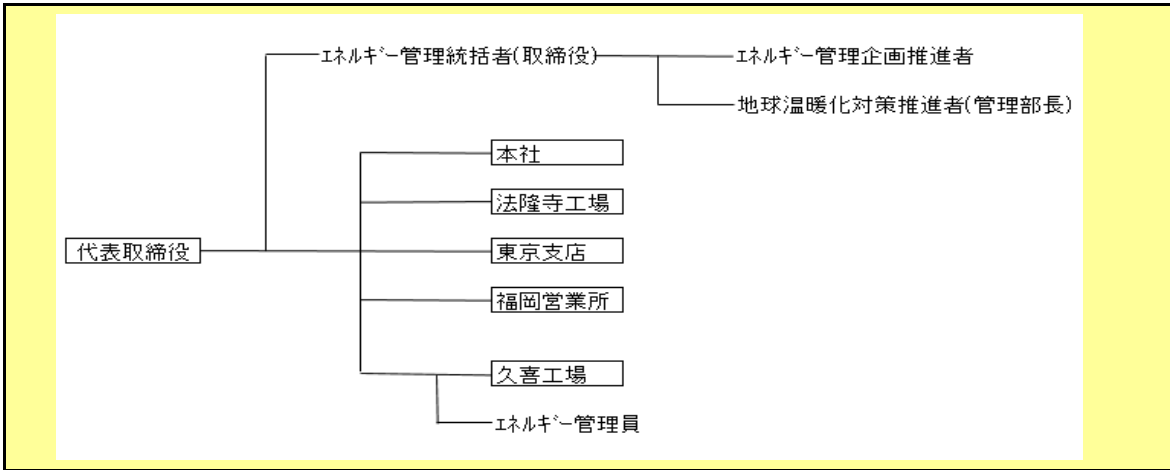 ｴﾈﾙｷﾞｰ管理統括者(取締役)
ｴﾈﾙｷﾞｰ管理企画推進者
地球温暖化対策推進者(管理部長)
本社
法隆寺工場
代表取締役
東京支店
福岡営業所
久喜工場
ｴﾈﾙｷﾞｰ管理員